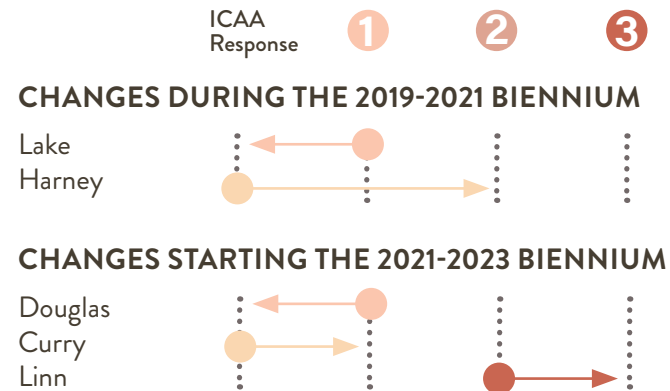 ICAA
Response
1 2 3
CHANGES DURING THE 2019-2021 BIENNIUM
Lake
Harney
CHANGES STARTING THE 2021-2023 BIENNIUM
Douglas
Curry
Linn